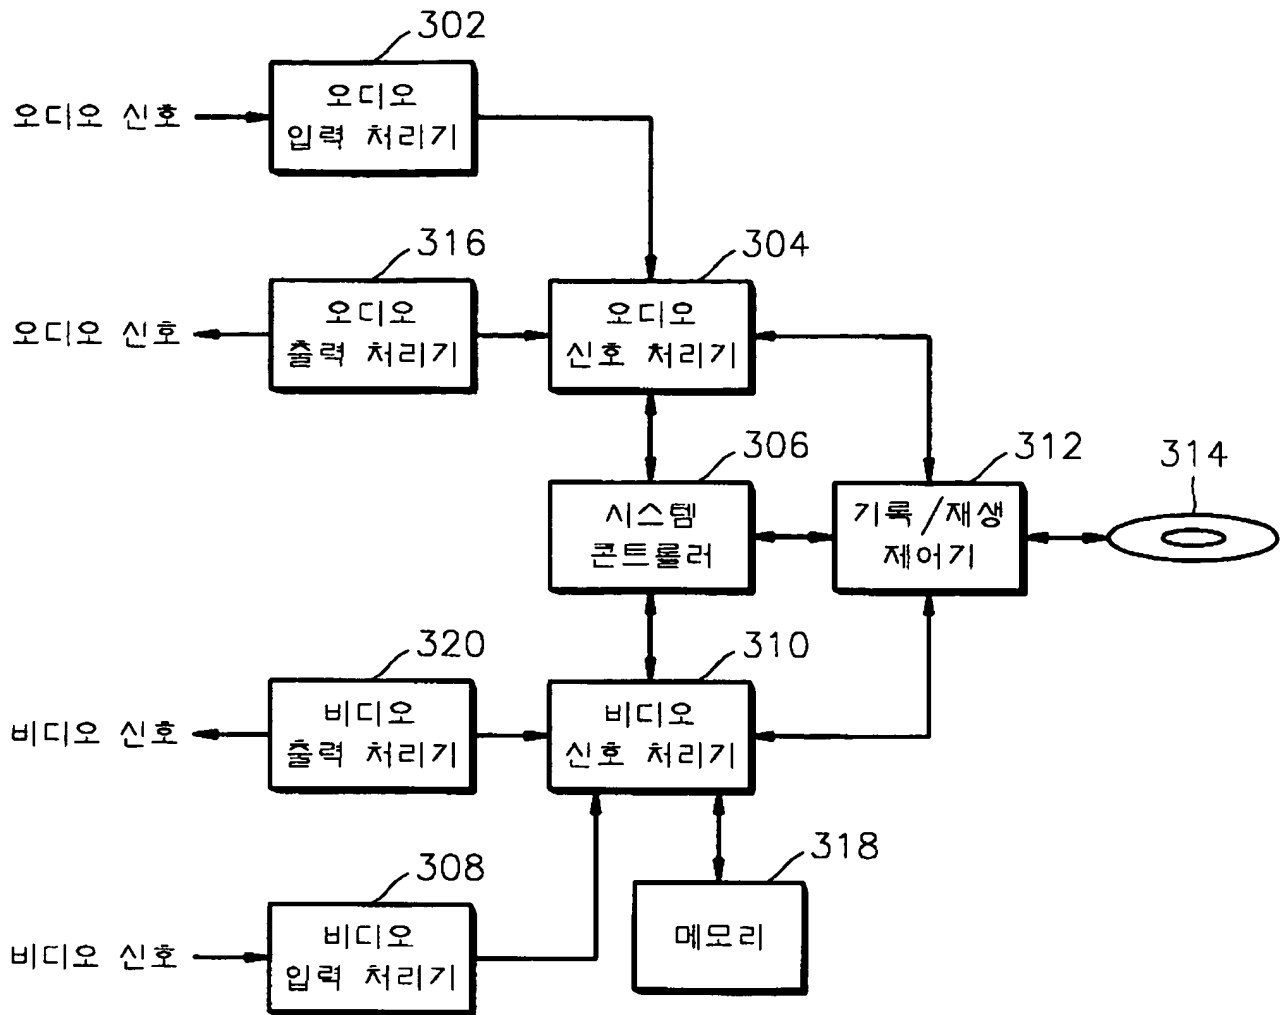 302
오디오 신호
오디오
입력 처리기
316
304
오디오 신호
오디오
출력 처리기
오디오
신호 처리기
306
312
314
시스템
콘트롤러
기록/재생
제어기
320
310
비디오 신호
비디오
출력 처리기
비디오
신호 처리기
308
318
비디오 신호
비디오
입력 처리기
메모리